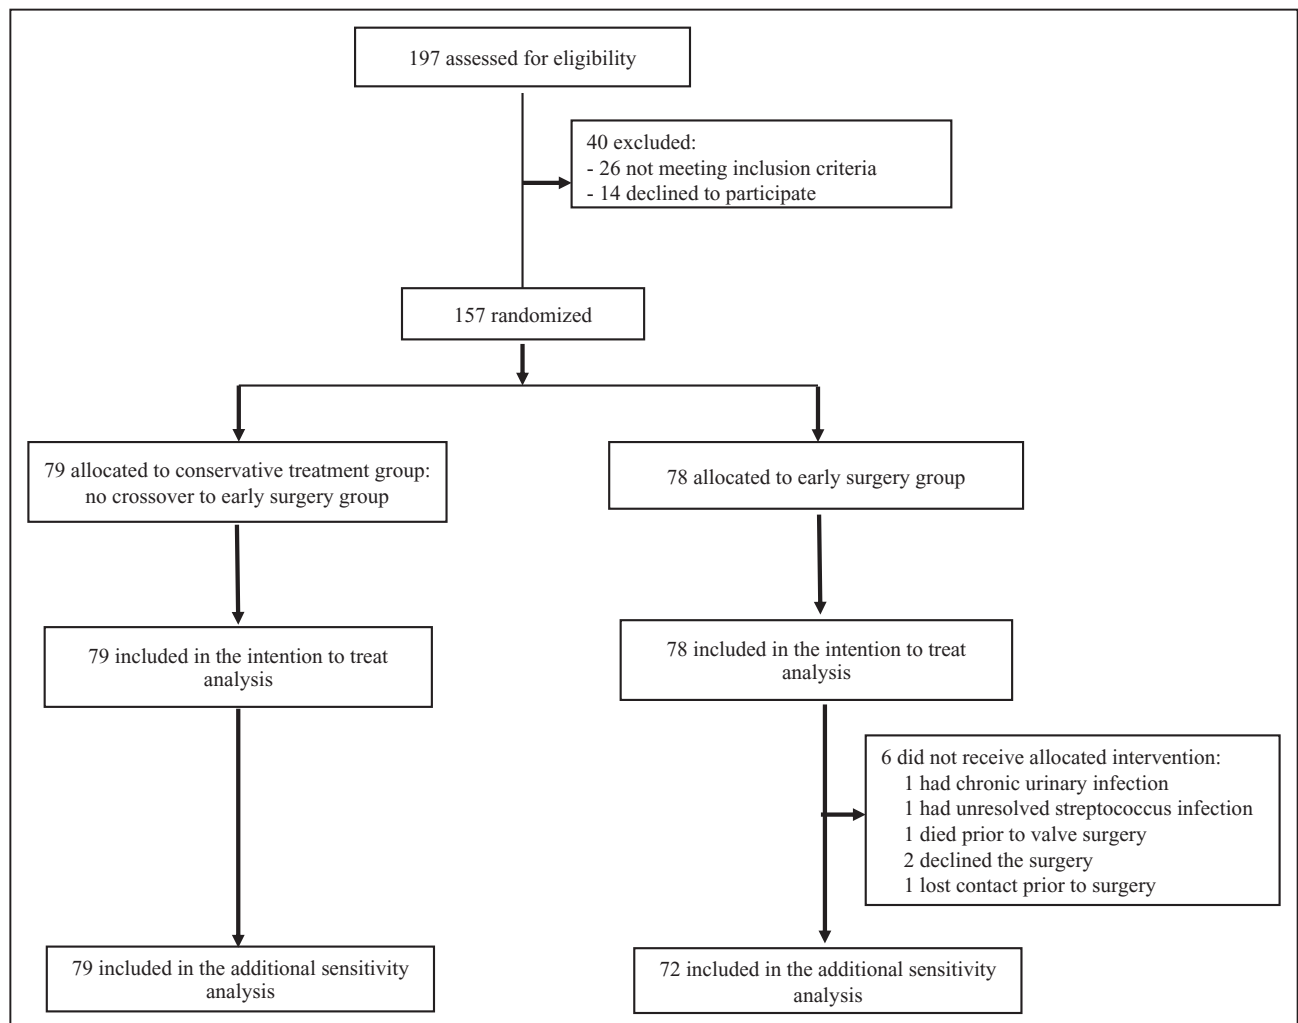 197 assessed for eligibility
40 excluded:
- 26 not meeting inclusion criteria
- 14 declined to participate
157 randomized
79 allocated to conservative treatment group:
no crossover to early surgery group
78 allocated to early surgery group
79 included in the intention to treat
analysis
78 included in the intention to treat
analysis
6 did not receive allocated intervention:
1 had chronic urinary infection
1 had unresolved streptococcus infection
1 died prior to valve surgery
2 declined the surgery
1 lost contact prior to surgery
79 included in the additional sensitivity
analysis
72 included in the additional sensitivity
analysis